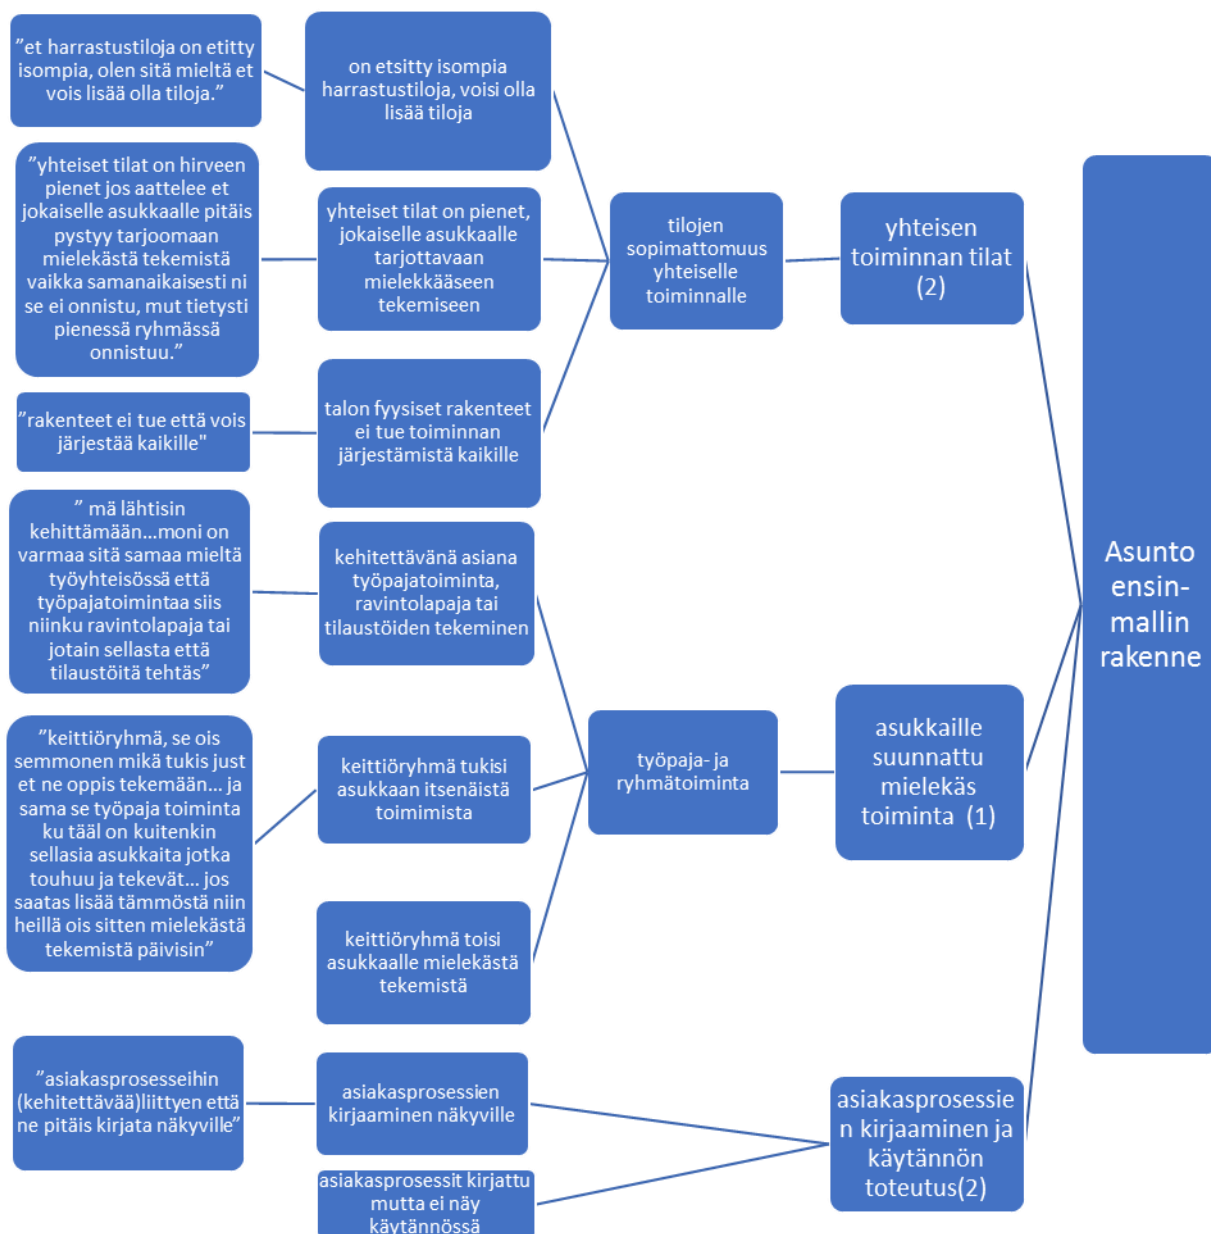 ”et harrastustiloja on etitty
isompia, olen sitä mieltä et
vois lisää olla tiloja.”
on etsitty isompia
harrastustiloja, voisi olla
lisää tiloja
”yhteiset tilat on hirveen
pienet jos aattelee et
jokaiselle asukkaalle pitäis
pystyy tarjoomaan
mielekästä tekemistä
vaikka samanaikaisesti ni
se ei onnistu, mut tietysti
pienessä ryhmässä
onnistuu.”
yhteiset tilat on pienet,
jokaiselle asukkaalle
tarjottavaan
mielekkääseen
tekemiseen
tilojen
sopimattomuus
yhteiselle
toiminnalle
yhteisen
toiminnan tilat
(2)
”rakenteet ei tue että vois
järjestää kaikille"
talon fyysiset rakenteet
ei tue toiminnan
järjestämistä kaikille
” mä lähtisin
kehittämään...moni on
varmaa sitä samaa mieltä
työyhteisössä että
työpajatoimintaa siis
niinku ravintolapaja tai
jotain sellasta että
tilaustöitä tehtäs”
kehitettävänä asiana
työpajatoiminta,
ravintolapaja tai
tilaustöiden tekeminen
Asunto
ensin-
mallin
rakenne
”keittiöryhmä, se ois
semmonen mikä tukis just
et ne oppis tekemään... ja
sama se työpaja toiminta
ku tääl on kuitenkin
sellasia asukkaita jotka
touhuu ja tekevät... jos
saatas lisää tämmöstä niin
heillä ois sitten mielekästä
tekemistä päivisin”
keittiöryhmä tukisi
asukkaan itsenäistä
toimimista
työpaja- ja
ryhmätoiminta
asukkaille
suunnattu
mielekäs
toiminta (1)
keittiöryhmä toisi
asukkaalle mielekästä
tekemistä
”asiakasprosesseihin
(kehitettävää)liittyen että
ne pitäis kirjata näkyville”
asiakasprosessien
kirjaaminen näkyville
asiakasprosessie
n kirjaaminen ja
käytännön
toteutus(2)
asiakasprosessit kirjattu
mutta ei näy
käytännössä